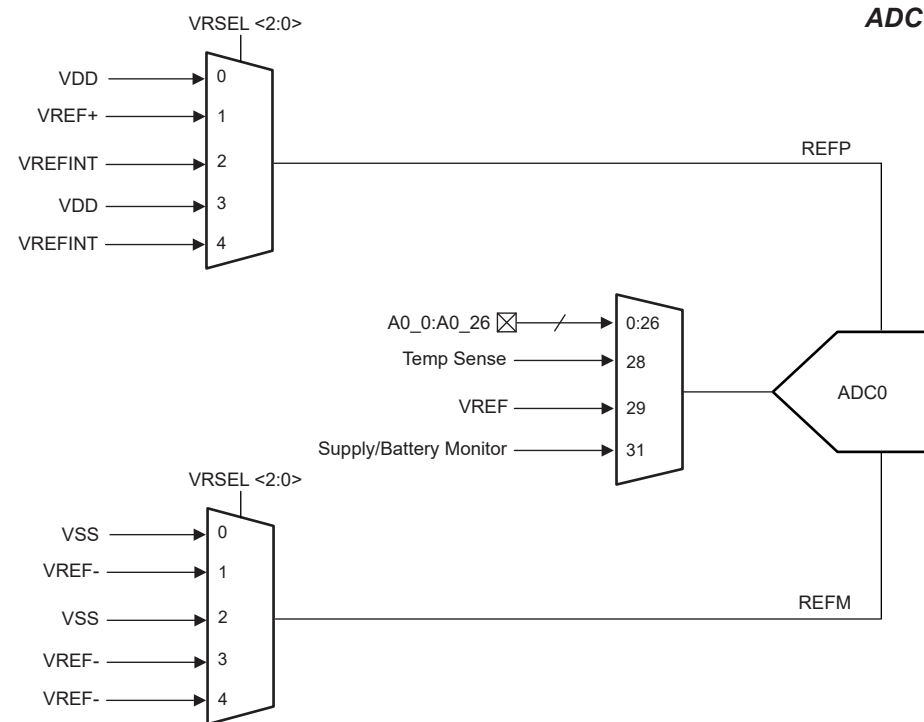 ADC
VRSEL <2:0>
VDD 0
VREF+ 1
VREFINT 2
VDD 3
VREFINT 4
REFP
A0_0:A0_26 0:26
Temp Sense 28
VREF 29
Supply/Battery Monitor 31
ADC0
VRSEL <2:0>
VSS 0
VREF- 1
VSS 2
VREF- 3
VREF- 4
REFM